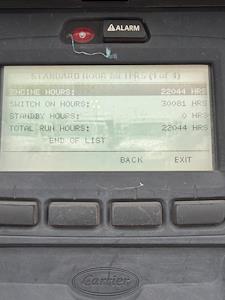 ALARM
STANDARD HOUR METERS (1 of 4)
ENGINE HOURS: 22044 HRS
SWITCH ON HOURS: 30081 HRS
STANDBY HOURS: 0 HRS
TOTAL RUN HOURS: 22044 HRS
END OF LIST
BACK EXIT
Carrier